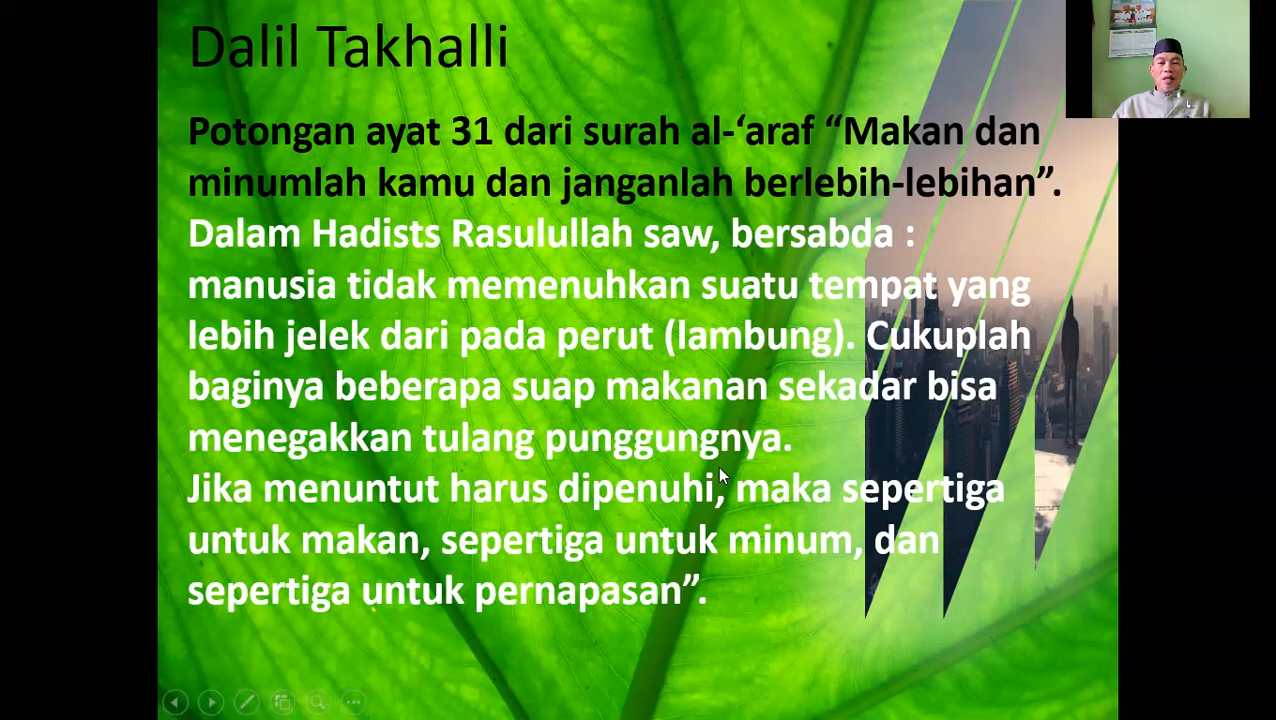 Dalil Takhalli
Potongan ayat 31 dari surah al-‘araf “Makan dan
minumlah kamu dan janganlah berlebih-lebihan”.
Dalam Hadists Rasulullah saw, bersabda :
manusia tidak memenuhkan suatu tempat yang
lebih jelek dari pada perut (lambung). Cukuplah
baginya beberapa suap makanan sekadar bisa
menegakkan tulang punggungnya.
Jika menuntut harus dipenuhi, maka sepertiga
untuk makan, sepertiga untuk minum, dan
sepertiga untuk pernapasan”.